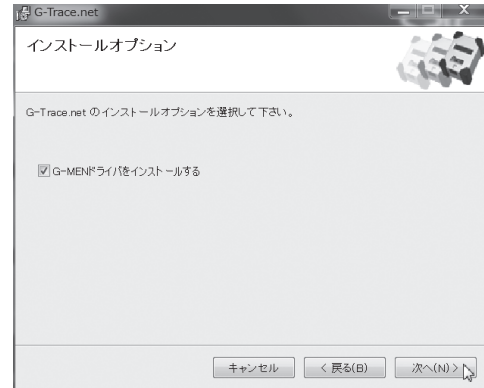 G-Trace.net
インストールオプション
G-Trace.net のインストールオプションを選択して下さい。
G-MENドライバをインストールする
キャンセル
< 戻る(B)
次へ(N) >